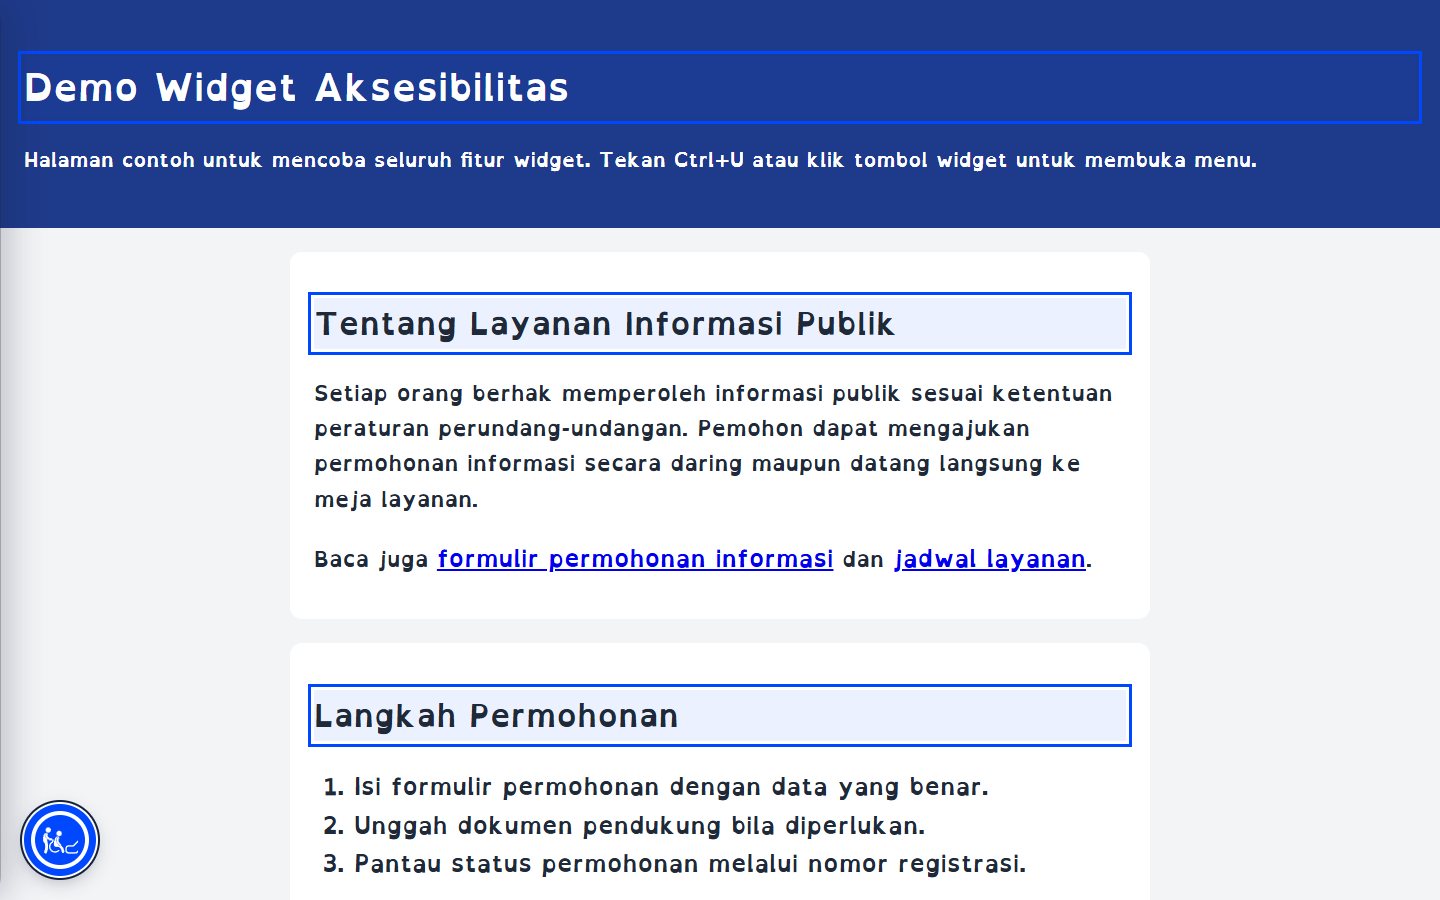 Demo Widget Aksesibilitas
Halaman contoh untuk mencoba seluruh fitur widget. Tekan Ctrl+U atau klik tombol widget untuk membuka menu.
Tentang Layanan Informasi Publik
Setiap orang berhak memperoleh informasi publik sesuai ketentuan
peraturan perundang-undangan. Pemohon dapat mengajukan
permohonan informasi secara daring maupun datang langsung ke
meja layanan.
Baca juga formulir permohonan informasi dan jadwal layanan.
Langkah Permohonan
1. Isi formulir permohonan dengan data yang benar.
2. Unggah dokumen pendukung bila diperlukan.
3. Pantau status permohonan melalui nomor registrasi.